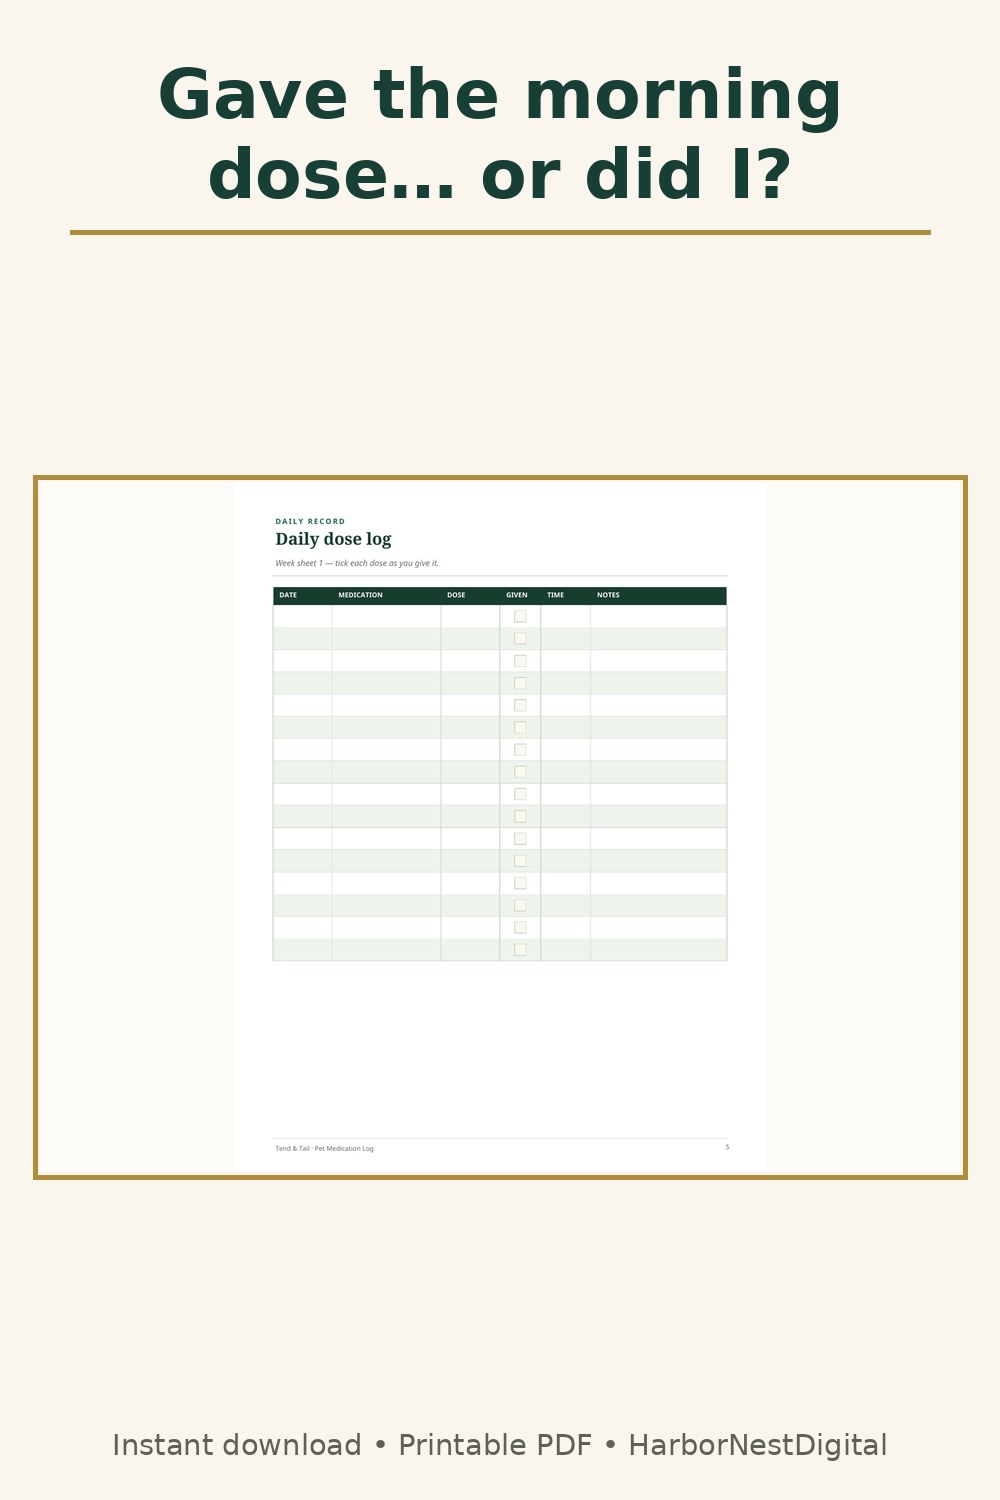 Gave the morning
dose… or did I?
DAILY RECORD
Daily dose log
Week sheet 1 — tick each dose as you give it.
DATE MEDICATION DOSE GIVEN TIME NOTES
Tend & Tail · Pet Medication Log 5
Instant download • Printable PDF • HarborNestDigital